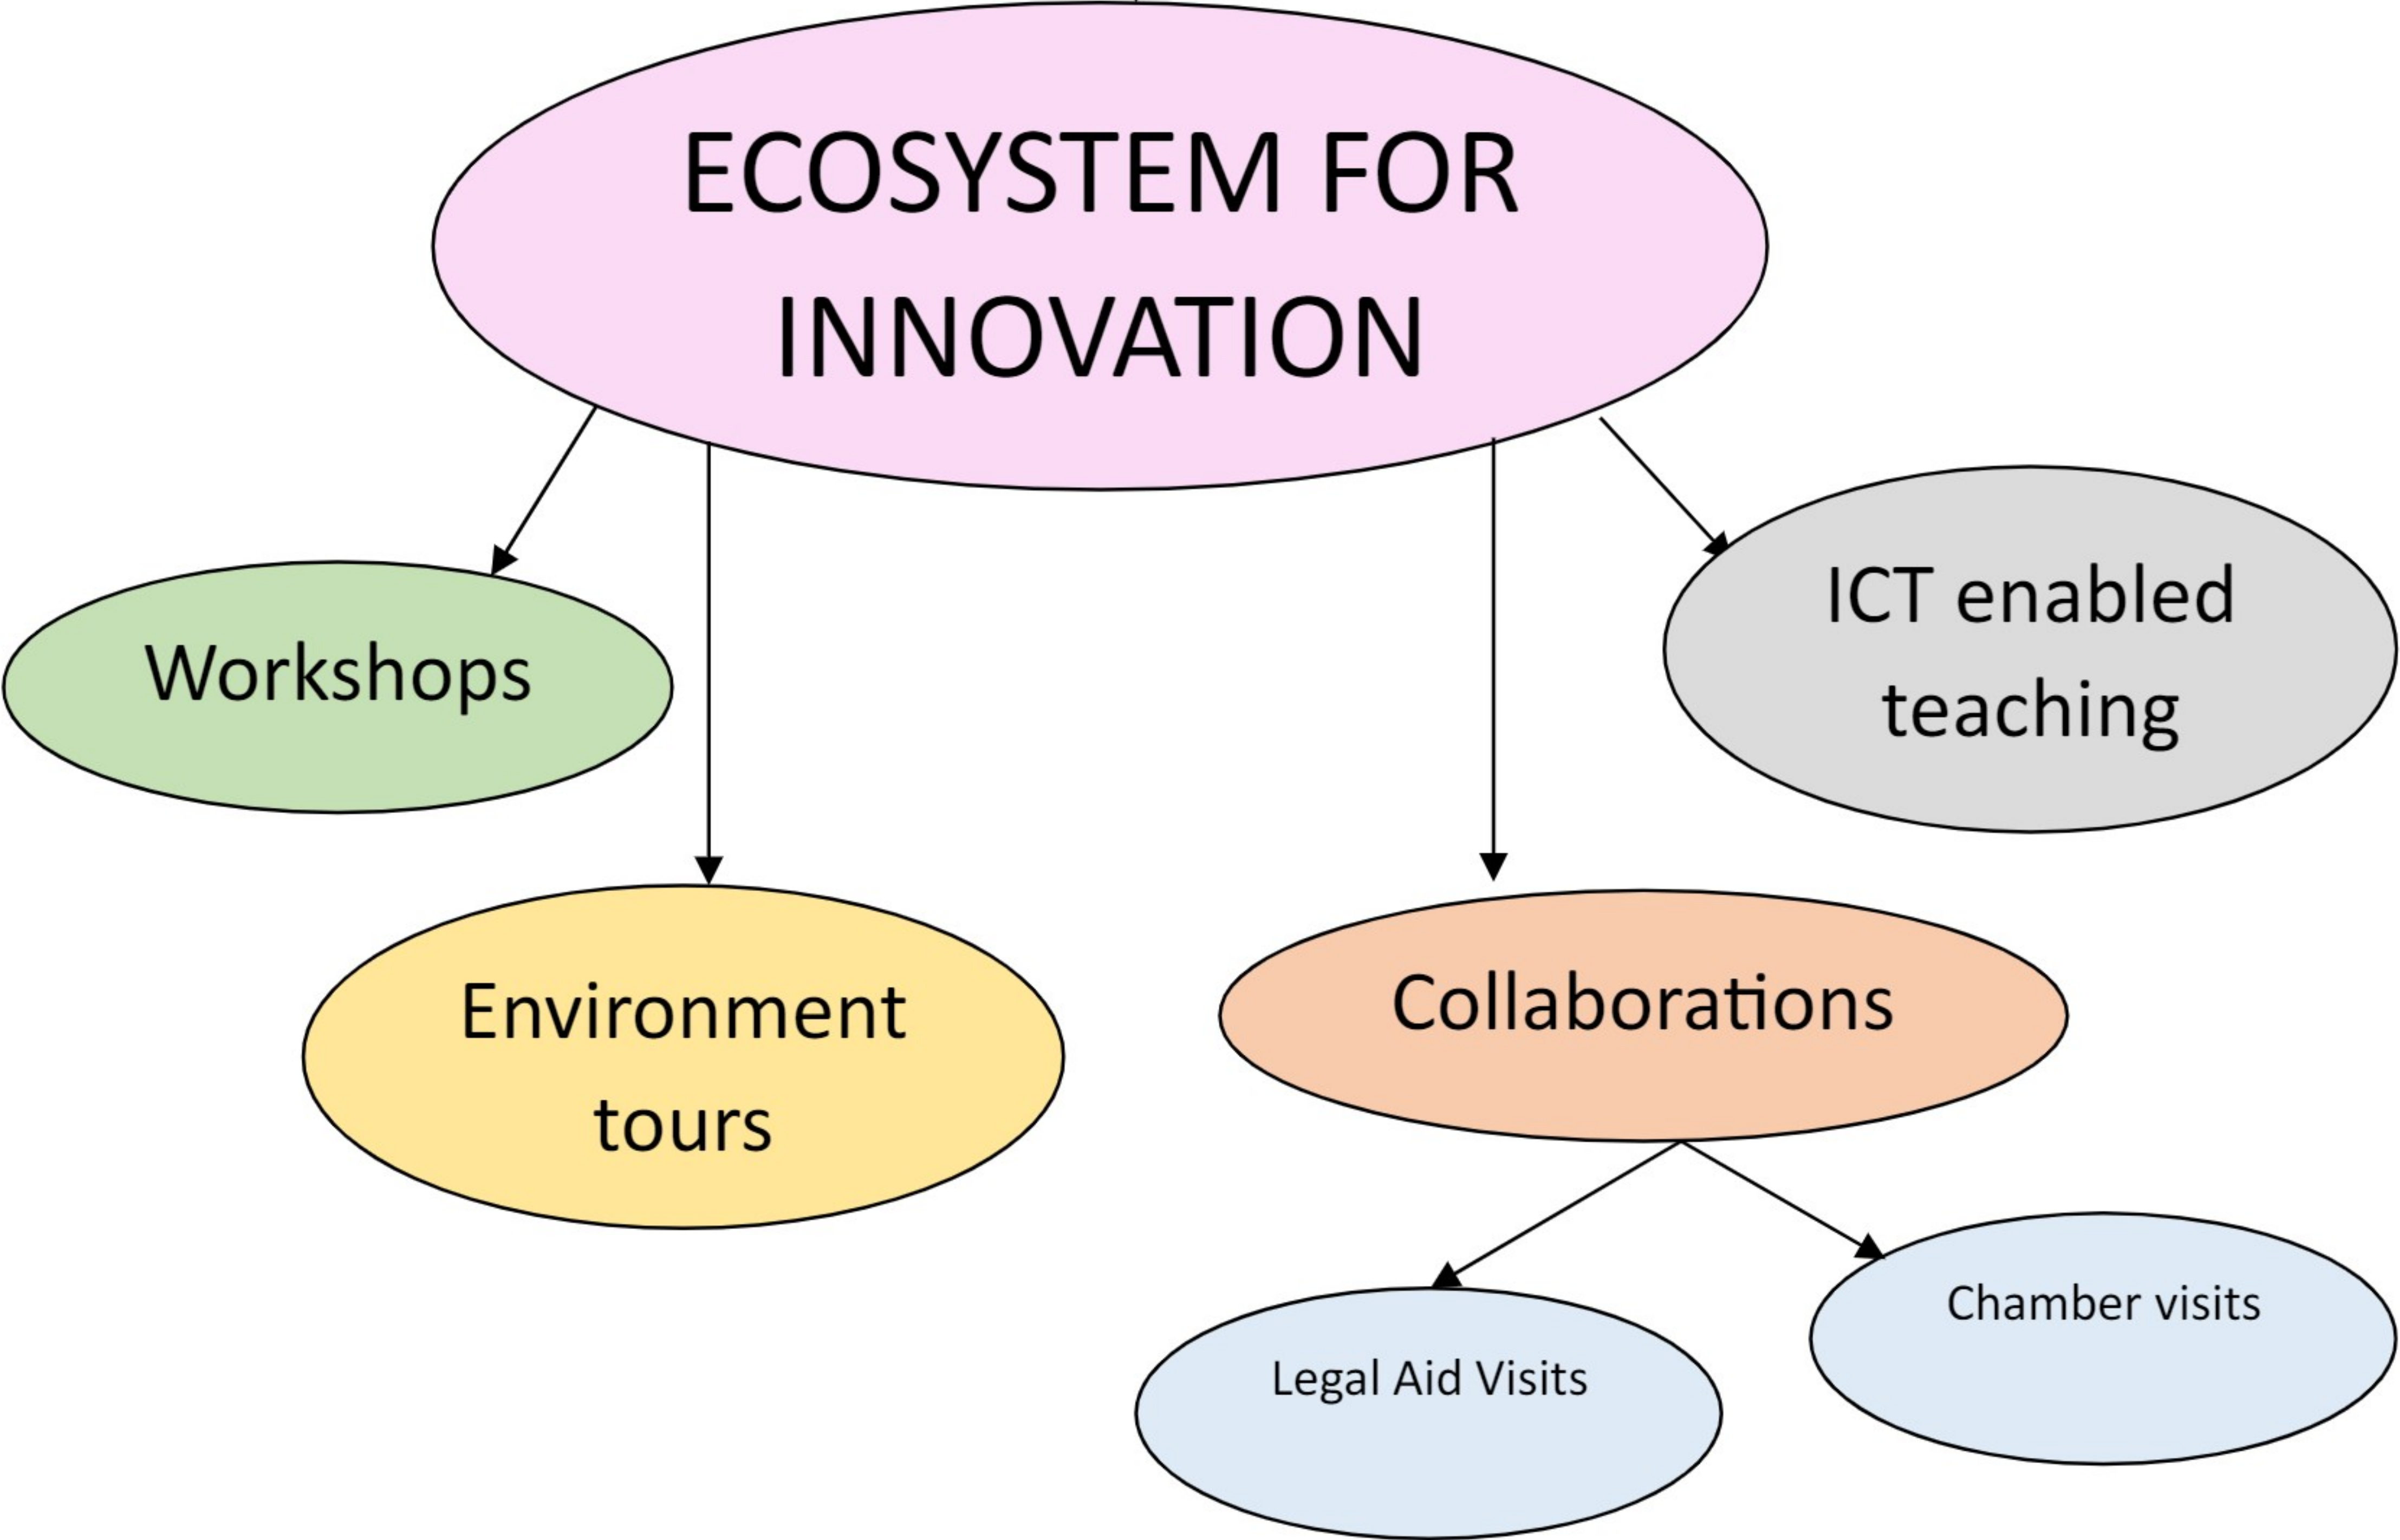 ECOSYSTEM FOR
INNOVATION
Workshops
ICT enabled
teaching
Environment
tours
Collaborations
Legal Aid Visits
Chamber visits